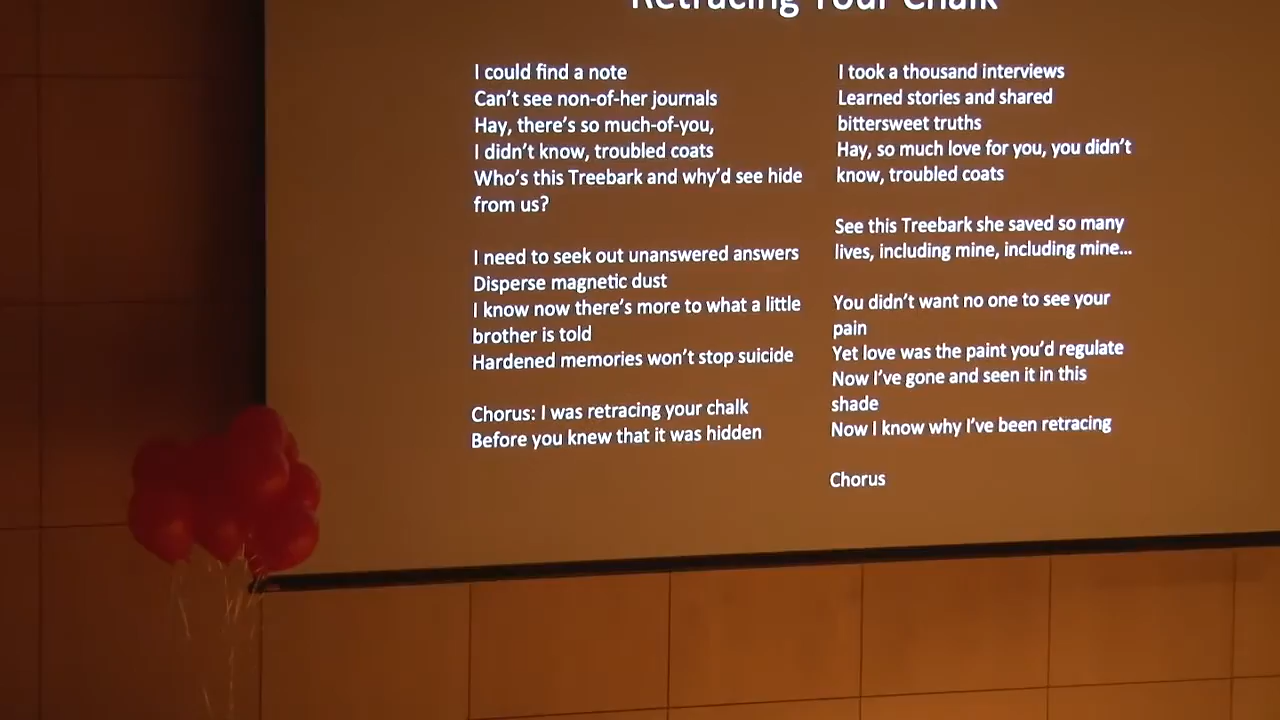 Retracing Your Chalk
I could find a note
Can't see non-of-her journals
Hay, there's so much-of-you,
I didn't know, troubled coats
Who's this Treebark and why'd see hide
from us?
I need to seek out unanswered answers
Disperse magnetic dust
I know now there's more to what a little
brother is told
Hardened memories won't stop suicide
Chorus: I was retracing your chalk
Before you knew that it was hidden
I took a thousand interviews
Learned stories and shared
bittersweet truths
Hay, so much love for you, you didn't
know, troubled coats
See this Treebark she saved so many
lives, including mine, including mine...
You didn't want no one to see your
pain
Yet love was the paint you'd regulate
Now I've gone and seen it in this
shade
Now I know why I've been retracing
Chorus